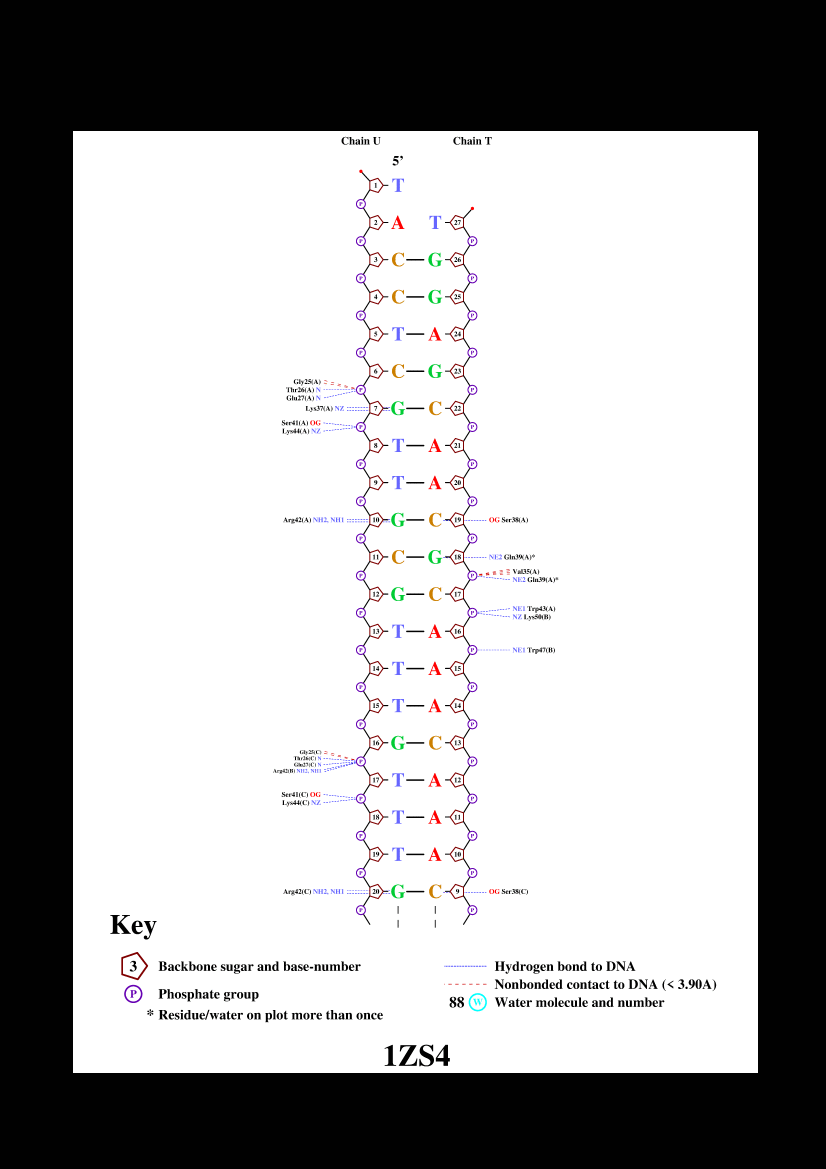 Chain U Chain T
5’
1 T
P
2 A T 27
P P
3 C G 26
P P
4 C G 25
P P
5 T A 24
P P
6 C G 23
Gly25(A)
Thr26(A) N P P
Glu27(A) N
Lys37(A) NZ 7 G C 22
Ser41(A) OG P P
Lys44(A) NZ
8 T A 21
P P
9 T A 20
P P
Arg42(A) NH2, NH1 10 G C 19 OG Ser38(A)
P P
11 C G 18 NE2 Gln39(A)*
P P Val35(A)
NE2 Gln39(A)*
12 G C 17
P P NE1 Trp43(A)
NZ Lys50(B)
13 T A 16
P P NE1 Trp47(B)
14 T A 15
P P
15 T A 14
P P
16 G C 13
Gly25(C)
Thr26(C) N P P
Glu27(C) N
Arg42(B) NH2, NH1
17 T A 12
Ser41(C) OG P P
Lys44(C) NZ
18 T A 11
P P
19 T A 10
P P
Arg42(C) NH2, NH1 20 G C 9 OG Ser38(C)
P P
Key
3 Backbone sugar and base-number
P Phosphate group
* Residue/water on plot more than once
Hydrogen bond to DNA
Nonbonded contact to DNA (< 3.90A)
88 W Water molecule and number
1ZS4